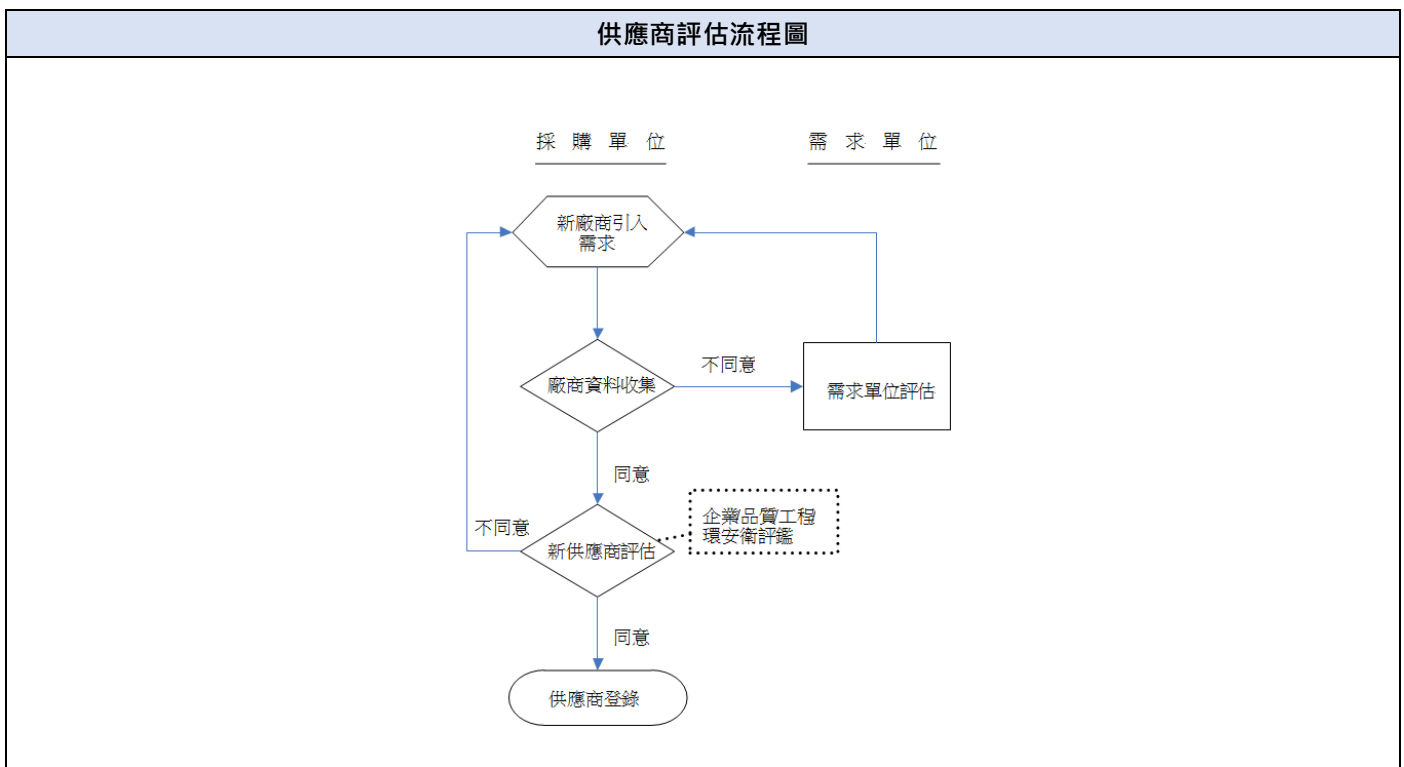 供應商評估流程圖
採購單位
需求單位
新廠商引入
需求
廠商資料收集
不同意
需求單位評估
同意
不同意
新供應商評估
企業品質工程
環安衛評鑑
同意
供應商登錄